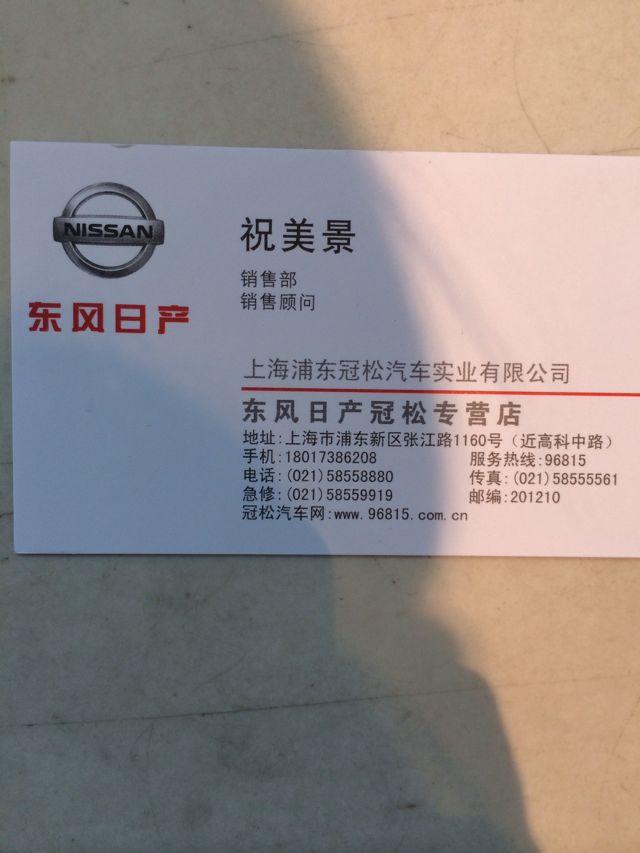 NISSAN
东风日产
祝美景
销售部
销售顾问
上海浦东冠松汽车实业有限公司
东风日产冠松专营店
地址:上海市浦东新区张江路1160号（近高科中路）
手机:18017386208 服务热线:96815
电话:(021)58558880 传真:(021)58555561
急修:(021)58559919 邮编:201210
冠松汽车网:www.96815.com.cn